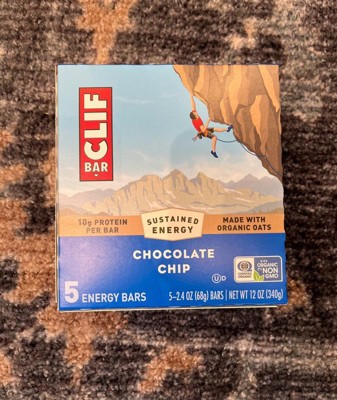 CLIF
BAR
10g PROTEIN
PER BAR
SUSTAINED
ENERGY
MADE WITH
ORGANIC OATS
CHOCOLATE
CHIP
U D
ORGANIC
NON
GMO
5 ENERGY BARS
5–2.4 OZ (68g) BARS | NET WT 12 OZ (340g)